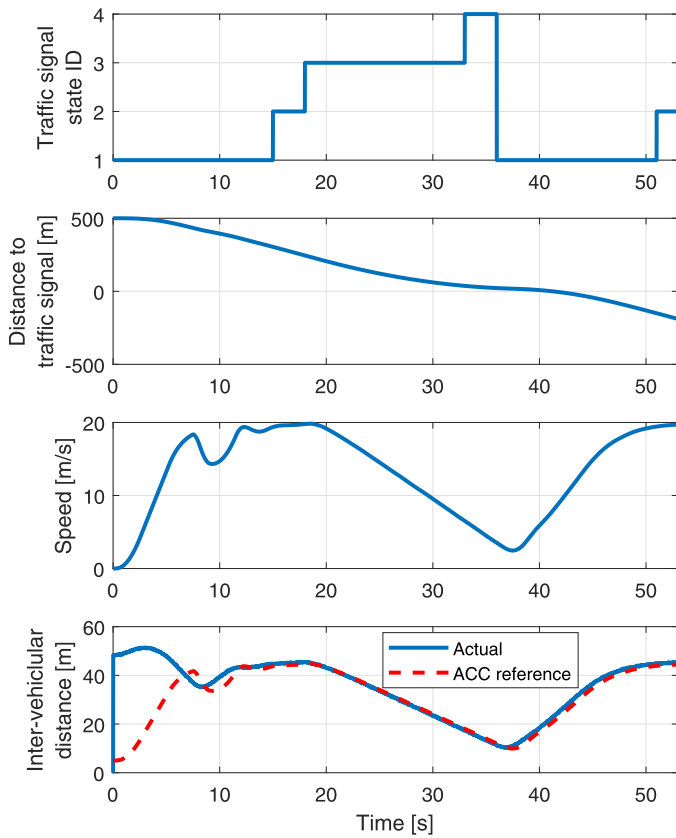 Traffic signal
state ID
4
3
2
1
0 10 20 30 40 50
Distance to
traffic signal [m]
500
0
-500
0 10 20 30 40 50
Speed [m/s]
20
10
0
0 10 20 30 40 50
Inter-vehiclular
distance [m]
60
40
20
0
Actual
ACC reference
0 10 20 30 40 50
Time [s]